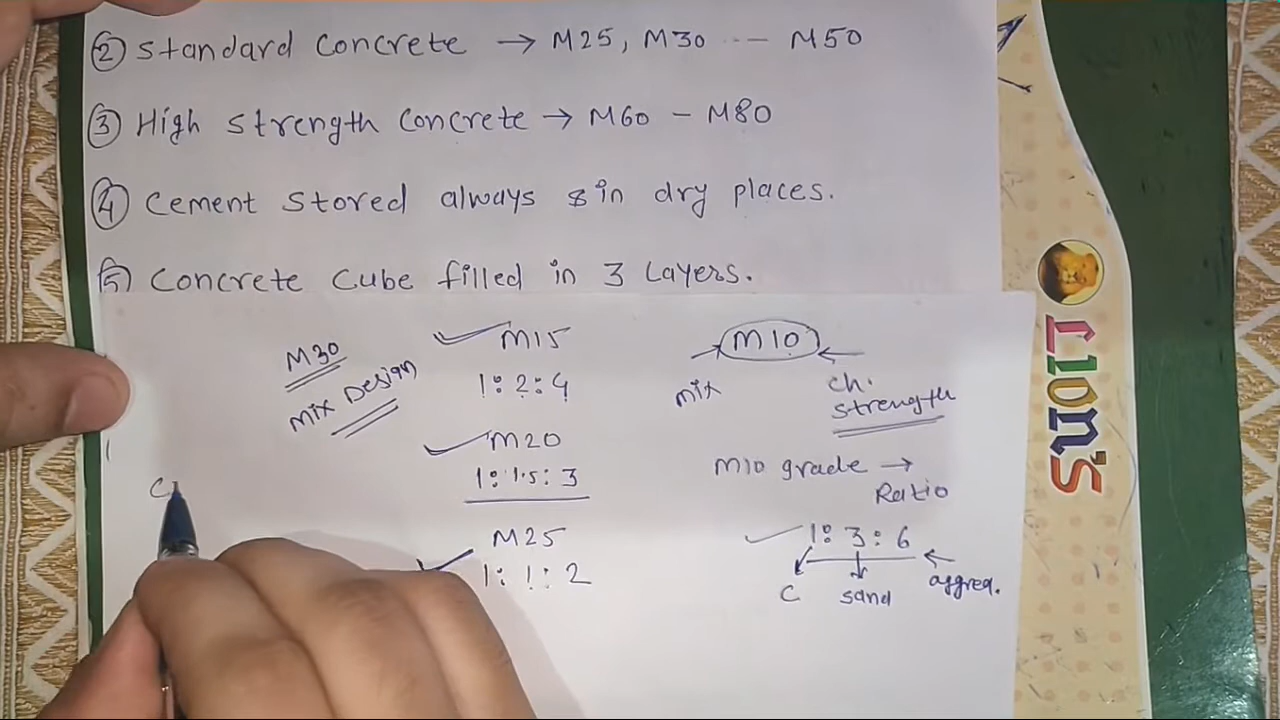 ② Standard Concrete → M25, M30 --- M50
③ High strength Concrete → M60 - M80
④ Cement stored always in dry places.
⑤ Concrete Cube filled in 3 Layers.
M30
Mix Design
M15
1:2:4
M20
1:1.5:3
M25
1:1:2
M10
mix
ch.
strength
M10 grade →
Ratio
1:3:6
C
sand
aggrea.
C
LIONS